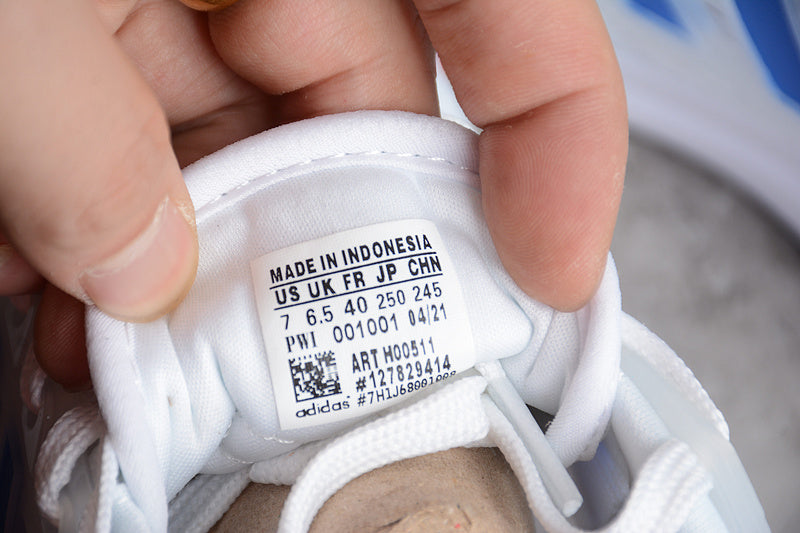 MADE IN INDONESIA
US UK FR JP CHN
7 6.5 40 250 245
PWI 001001 04/21
ART H00511
#127829414
adidas. #7H1J68001008